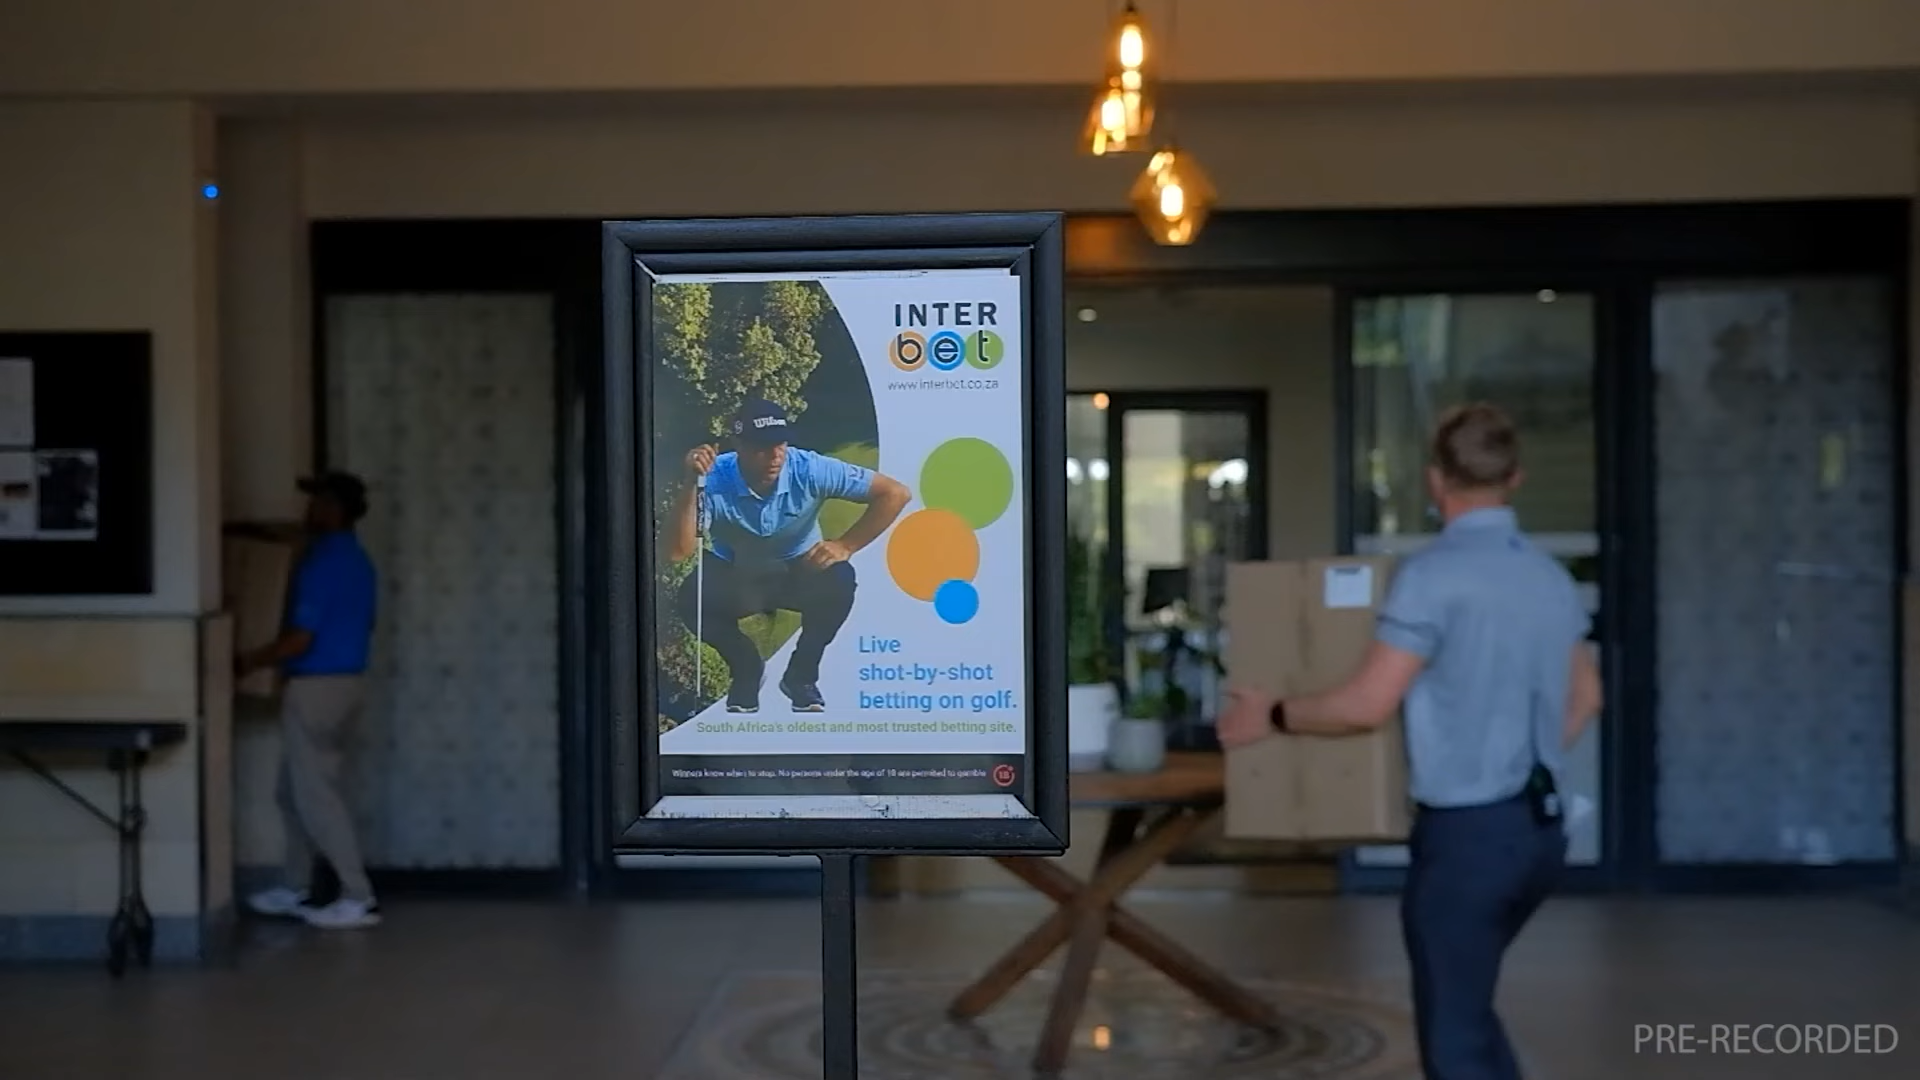 INTER
bet
www.interbet.co.za
Wilson
Live
shot-by-shot
betting on golf.
South Africa's oldest and most trusted betting site.
Winners know when to stop. No persons under the age of 18 are permitted to gamble
18
PRE-RECORDED